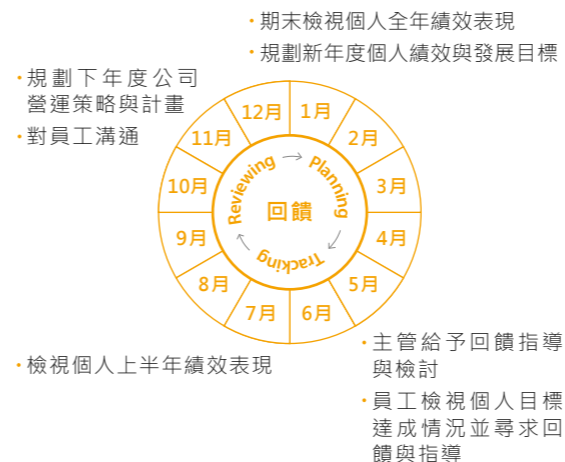 ・期末檢視個人全年績效表現
・規劃新年度個人績效與發展目標
・規劃下年度公司
營運策略與計畫
・對員工溝通
12月
1月
11月
2月
10月
3月
9月
4月
8月
5月
7月
6月
Reviewing
Planning
Tracking
回饋
・檢視個人上半年績效表現
・主管給予回饋指導
與檢討
・員工檢視個人目標
達成情況並尋求回
饋與指導